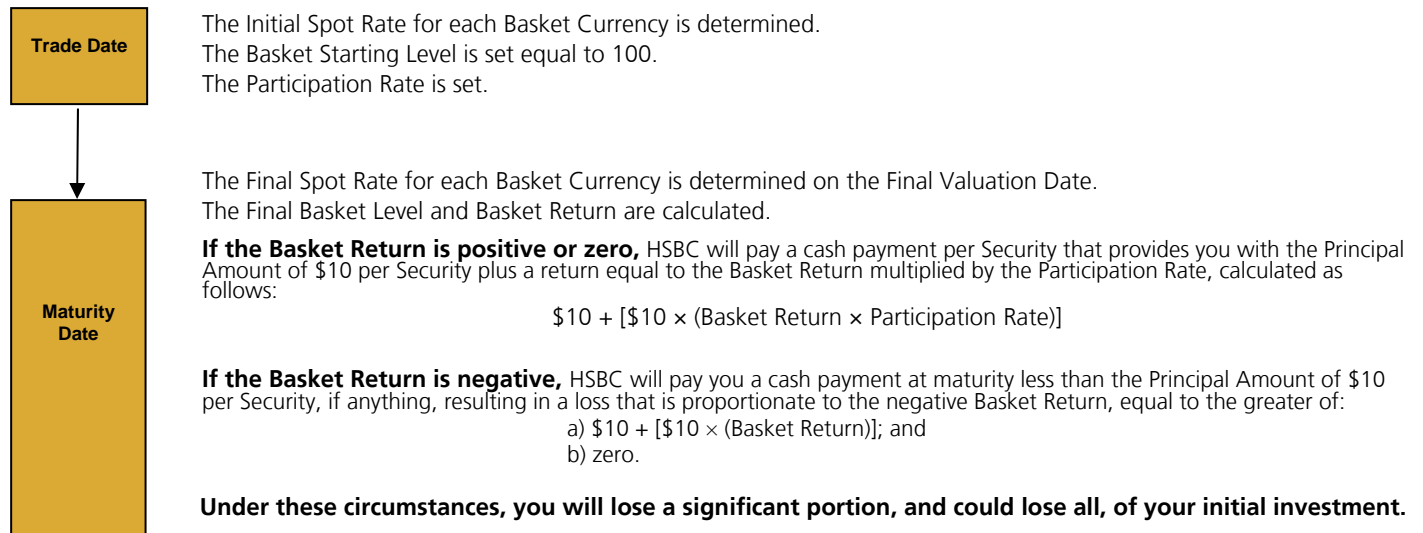 Trade Date
The Initial Spot Rate for each Basket Currency is determined.
The Basket Starting Level is set equal to 100.
The Participation Rate is set.
The Final Spot Rate for each Basket Currency is determined on the Final Valuation Date.
The Final Basket Level and Basket Return are calculated.
Maturity
Date
If the Basket Return is positive or zero, HSBC will pay a cash payment per Security that provides you with the Principal
Amount of $10 per Security plus a return equal to the Basket Return multiplied by the Participation Rate, calculated as
follows:
$10 + [$10 × (Basket Return × Participation Rate)]
If the Basket Return is negative, HSBC will pay you a cash payment at maturity less than the Principal Amount of $10
per Security, if anything, resulting in a loss that is proportionate to the negative Basket Return, equal to the greater of:
a) $10 + [$10 × (Basket Return)]; and
b) zero.
Under these circumstances, you will lose a significant portion, and could lose all, of your initial investment.